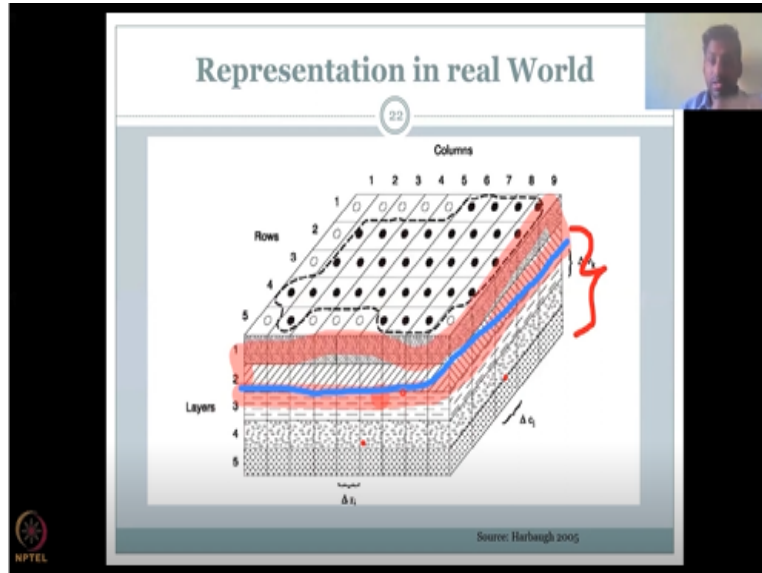 Representation in real World
22
Columns
1 2 3 4 5 6 7 8 9
Rows
1
2
3
4
5
Layers
1
2
3
4
5
Δ c
Δ r
Source: Harbaugh 2005
NPTEL